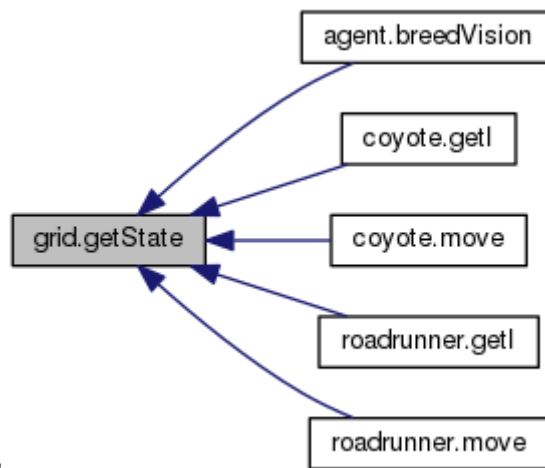 agent.breedVision
coyote.getI
grid.getState
coyote.move
roadrunner.getI
roadrunner.move